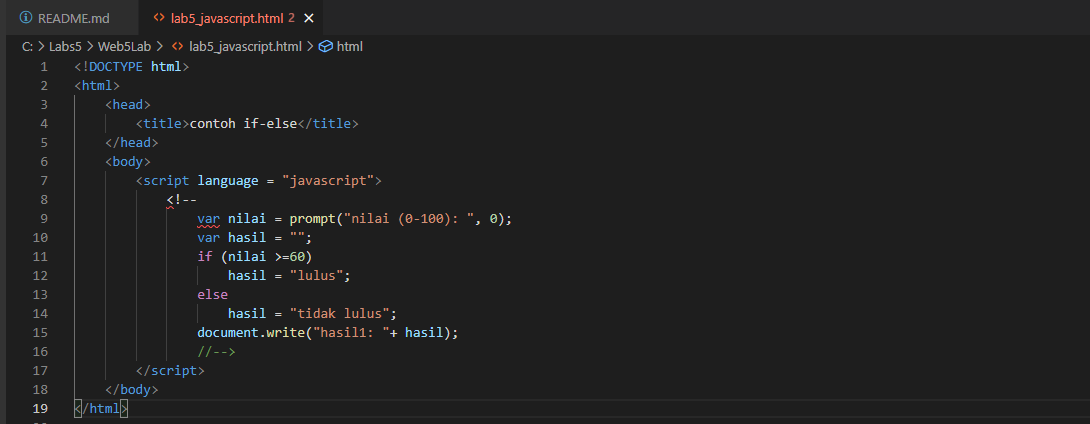 README.md lab5_javascript.html 2
C: > Labs5 > Web5Lab > lab5_javascript.html > html
1 <!DOCTYPE html>
2 <html>
3 <head>
4 <title>contoh if-else</title>
5 </head>
6 <body>
7 <script language = "javascript">
8 <!--
9 var nilai = prompt("nilai (0-100): ", 0);
10 var hasil = "";
11 if (nilai >=60)
12 hasil = "lulus";
13 else
14 hasil = "tidak lulus";
15 document.write("hasil1: "+ hasil);
16 //-->
17 </script>
18 </body>
19 </html>